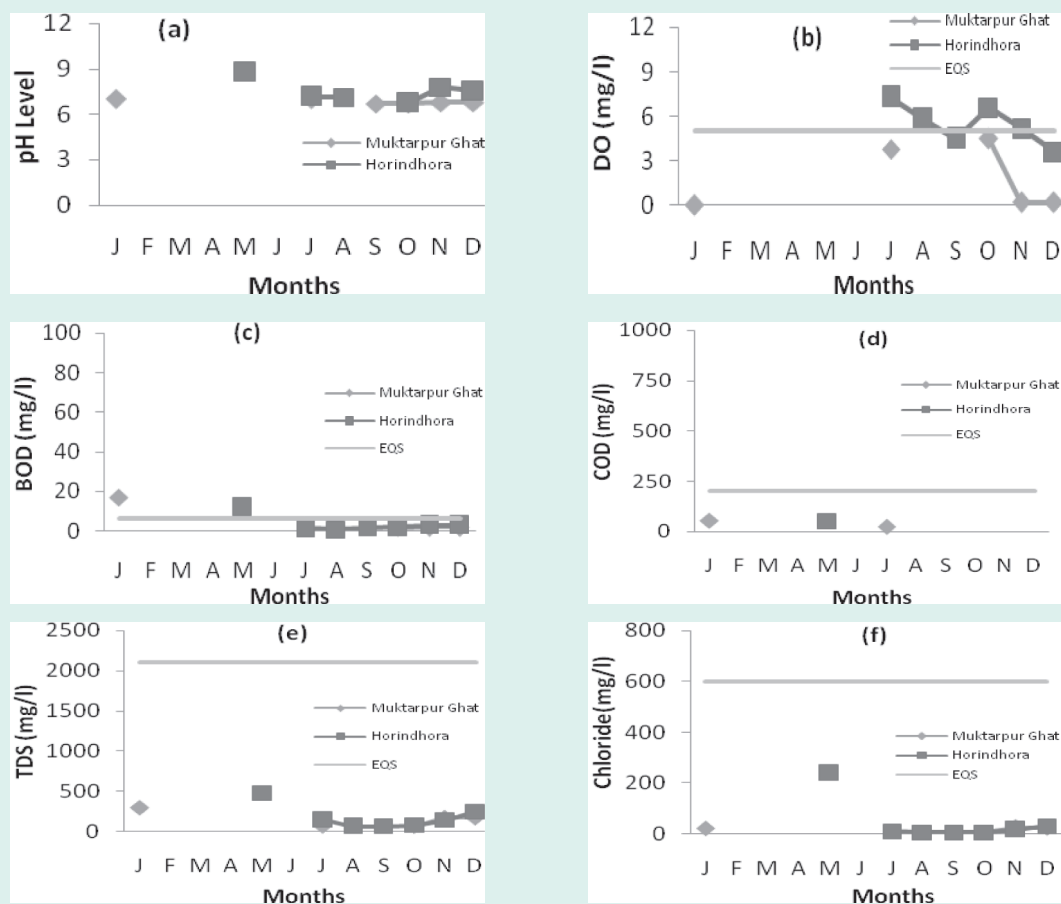 (a)
12
9
6
3
0
pH Level
Muktarpur Ghat
Horindhora
J F M A M J J A S O N D
Months
(b)
12
9
6
3
0
DO (mg/l)
Muktarpur Ghat
Horindhora
EQS
J F M A M J J A S O N D
Months
(c)
100
80
60
40
20
0
BOD (mg/l)
Muktarpur Ghat
Horindhora
EQS
J F M A M J J A S O N D
Months
(d)
1000
750
500
250
0
COD (mg/l)
Muktarpur Ghat
Horindhora
EQS
J F M A M J J A S O N D
Months
(e)
2500
2000
1500
1000
500
0
TDS (mg/l)
Muktarpur Ghat
Horindhora
EQS
J F M A M J J A S O N D
Months
(f)
800
600
400
200
0
Chloride(mg/l)
Muktarpur Ghat
Horindhora
EQS
J F M A M J J A S O N D
Months